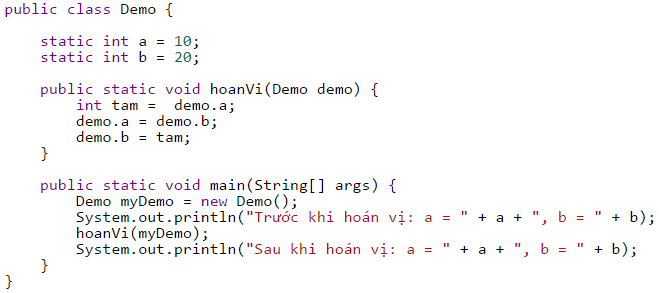 public class Demo {
static int a = 10;
static int b = 20;
public static void hoanVi(Demo demo) {
int tam =  demo.a;
demo.a = demo.b;
demo.b = tam;
}
public static void main(String[] args) {
Demo myDemo = new Demo();
System.out.println("Trước khi hoán vị: a = " + a + ", b = " + b);
hoanVi(myDemo);
System.out.println("Sau khi hoán vị: a = " + a + ", b = " + b);
}
}